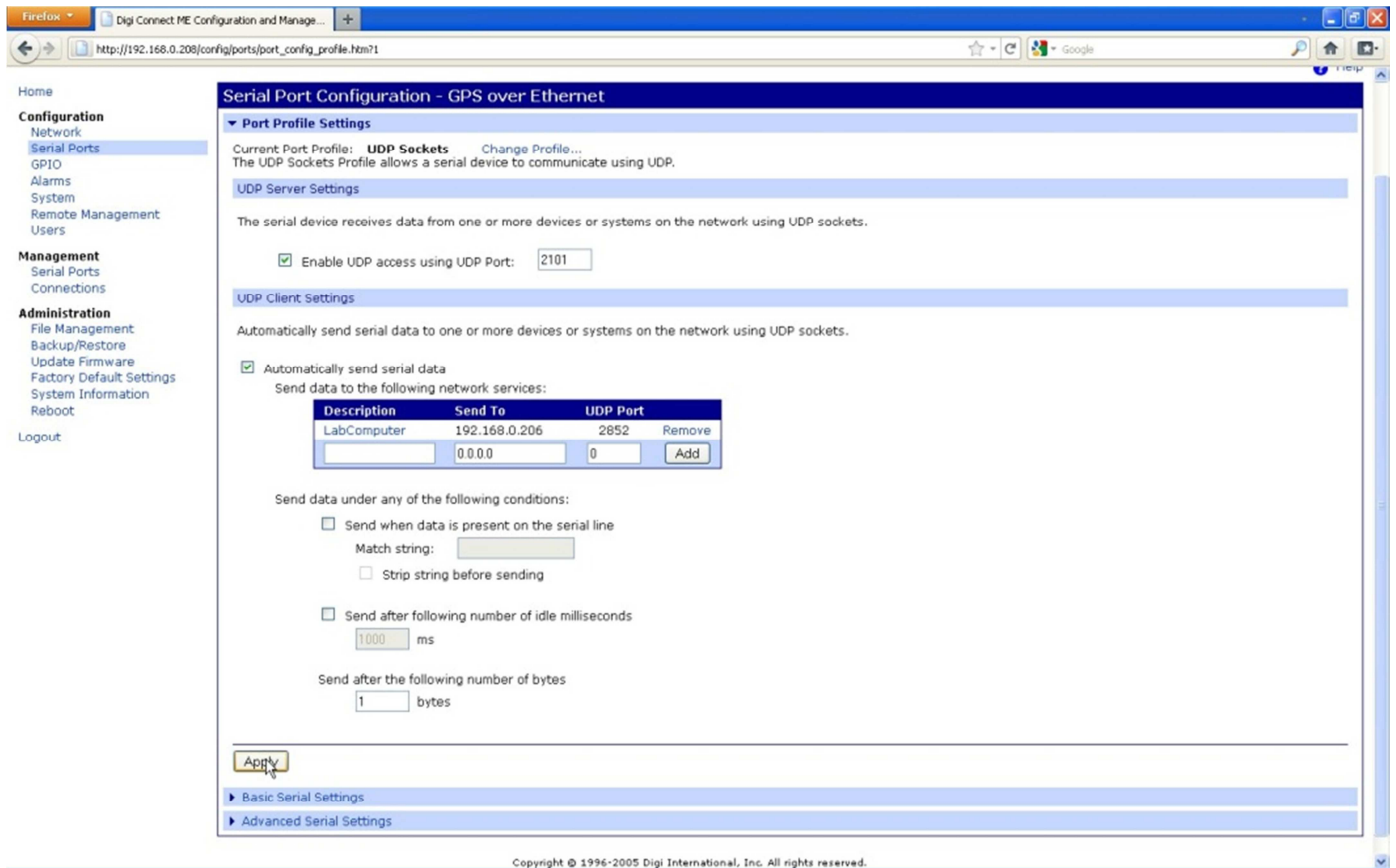 Firefox
Digi Connect ME Configuration and Manage...
http://192.168.0.208/config/ports/port_config_profile.htm?1
Google
Help
Home
Configuration
Network
Serial Ports
GPIO
Alarms
System
Remote Management
Users
Management
Serial Ports
Connections
Administration
File Management
Backup/Restore
Update Firmware
Factory Default Settings
System Information
Reboot
Logout
Serial Port Configuration - GPS over Ethernet
Port Profile Settings
Current Port Profile: UDP Sockets Change Profile...
The UDP Sockets Profile allows a serial device to communicate using UDP.
UDP Server Settings
The serial device receives data from one or more devices or systems on the network using UDP sockets.
Enable UDP access using UDP Port: 2101
UDP Client Settings
Automatically send serial data to one or more devices or systems on the network using UDP sockets.
Automatically send serial data
Send data to the following network services:
Description Send To UDP Port
LabComputer 192.168.0.206 2852 Remove
0.0.0.0 0 Add
Send data under any of the following conditions:
Send when data is present on the serial line
Match string:
Strip string before sending
Send after following number of idle milliseconds
1000 ms
Send after the following number of bytes
1 bytes
Apply
Basic Serial Settings
Advanced Serial Settings
Copyright © 1996-2005 Digi International, Inc. All rights reserved.